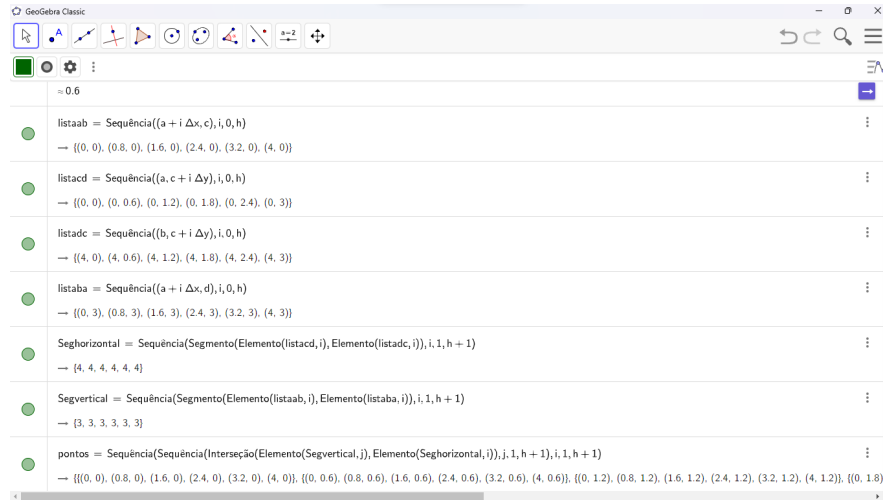 GeoGebra Classic
A
a=2
≈ 0.6
listaab = Sequência((a + i Δx, c), i, 0, h)
→ {(0, 0), (0.8, 0), (1.6, 0), (2.4, 0), (3.2, 0), (4, 0)}
listacd = Sequência((a, c + i Δy), i, 0, h)
→ {(0, 0), (0, 0.6), (0, 1.2), (0, 1.8), (0, 2.4), (0, 3)}
listadc = Sequência((b, c + i Δy), i, 0, h)
→ {(4, 0), (4, 0.6), (4, 1.2), (4, 1.8), (4, 2.4), (4, 3)}
listaba = Sequência((a + i Δx, d), i, 0, h)
→ {(0, 3), (0.8, 3), (1.6, 3), (2.4, 3), (3.2, 3), (4, 3)}
Seghorizontal = Sequência(Segmento(Elemento(listacd, i), Elemento(listadc, i)), i, 1, h + 1)
→ {4, 4, 4, 4, 4, 4}
Segvertical = Sequência(Segmento(Elemento(listaab, i), Elemento(listaba, i)), i, 1, h + 1)
→ {3, 3, 3, 3, 3, 3}
pontos = Sequência(Sequência(Interseção(Elemento(Segvertical, j), Elemento(Seghorizontal, i)), j, 1, h + 1), i, 1, h + 1)
→ {{(0, 0), (0.8, 0), (1.6, 0), (2.4, 0), (3.2, 0), (4, 0)}, {(0, 0.6), (0.8, 0.6), (1.6, 0.6), (2.4, 0.6), (3.2, 0.6), (4, 0.6)}, {(0, 1.2), (0.8, 1.2), (1.6, 1.2), (2.4, 1.2), (3.2, 1.2), (4, 1.2)}, {(0, 1.8)